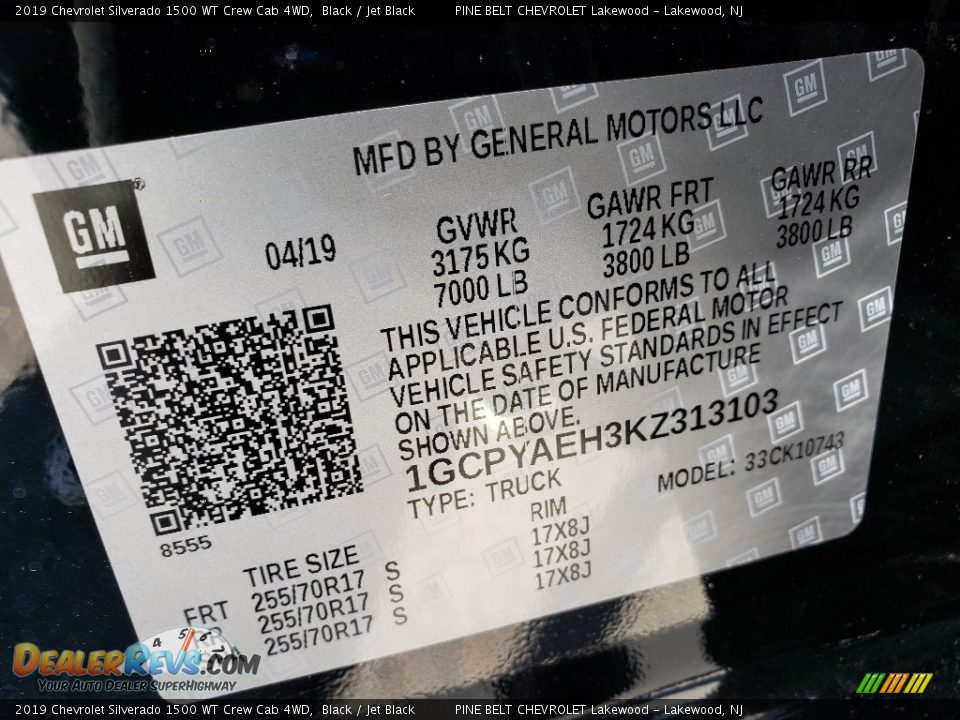 2019 Chevrolet Silverado 1500 WT Crew Cab 4WD, Black / Jet Black PINE BELT CHEVROLET Lakewood - Lakewood, NJ
MFD BY GENERAL MOTORS LLC
GM
04/19
GVWR GAWR FRT GAWR RR
3175 KG 1724 KG 1724 KG
7000 LB 3800 LB 3800 LB
THIS VEHICLE CONFORMS TO ALL
APPLICABLE U.S. FEDERAL MOTOR
VEHICLE SAFETY STANDARDS IN EFFECT
ON THE DATE OF MANUFACTURE
SHOWN ABOVE.
1GCPYAEH3KZ313103
TYPE: TRUCK MODEL: 33CK10743
8555
TIRE SIZE RIM
FRT 255/70R17 S 17X8J
255/70R17 S 17X8J
255/70R17 S 17X8J
4 5 6
DEALERREVS.COM
YOUR AUTO DEALER SUPERHIGHWAY
2019 Chevrolet Silverado 1500 WT Crew Cab 4WD, Black / Jet Black PINE BELT CHEVROLET Lakewood - Lakewood, NJ